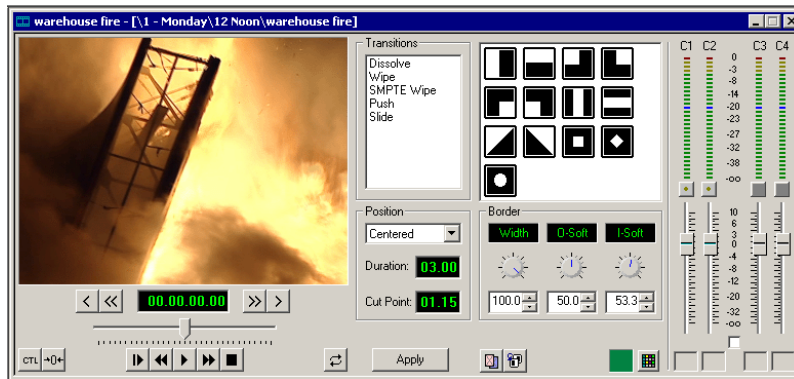 warehouse fire - [\1 - Monday\12 Noon\warehouse fire]
Transitions
Dissolve
Wipe
SMPTE Wipe
Push
Slide
C1 C2 C3 C4
0
-3
-8
-14
-20
-23
-27
-32
-38
-oo
Position
Centered
Duration: 03.00
Cut Point: 01.15
Border
Width O-Soft I-Soft
100.0 50.0 53.3
10
6
3
0
-4
-8
-12
-20
-32
-oo
< << 00.00.00.00 >> >
CTL →0←
Apply